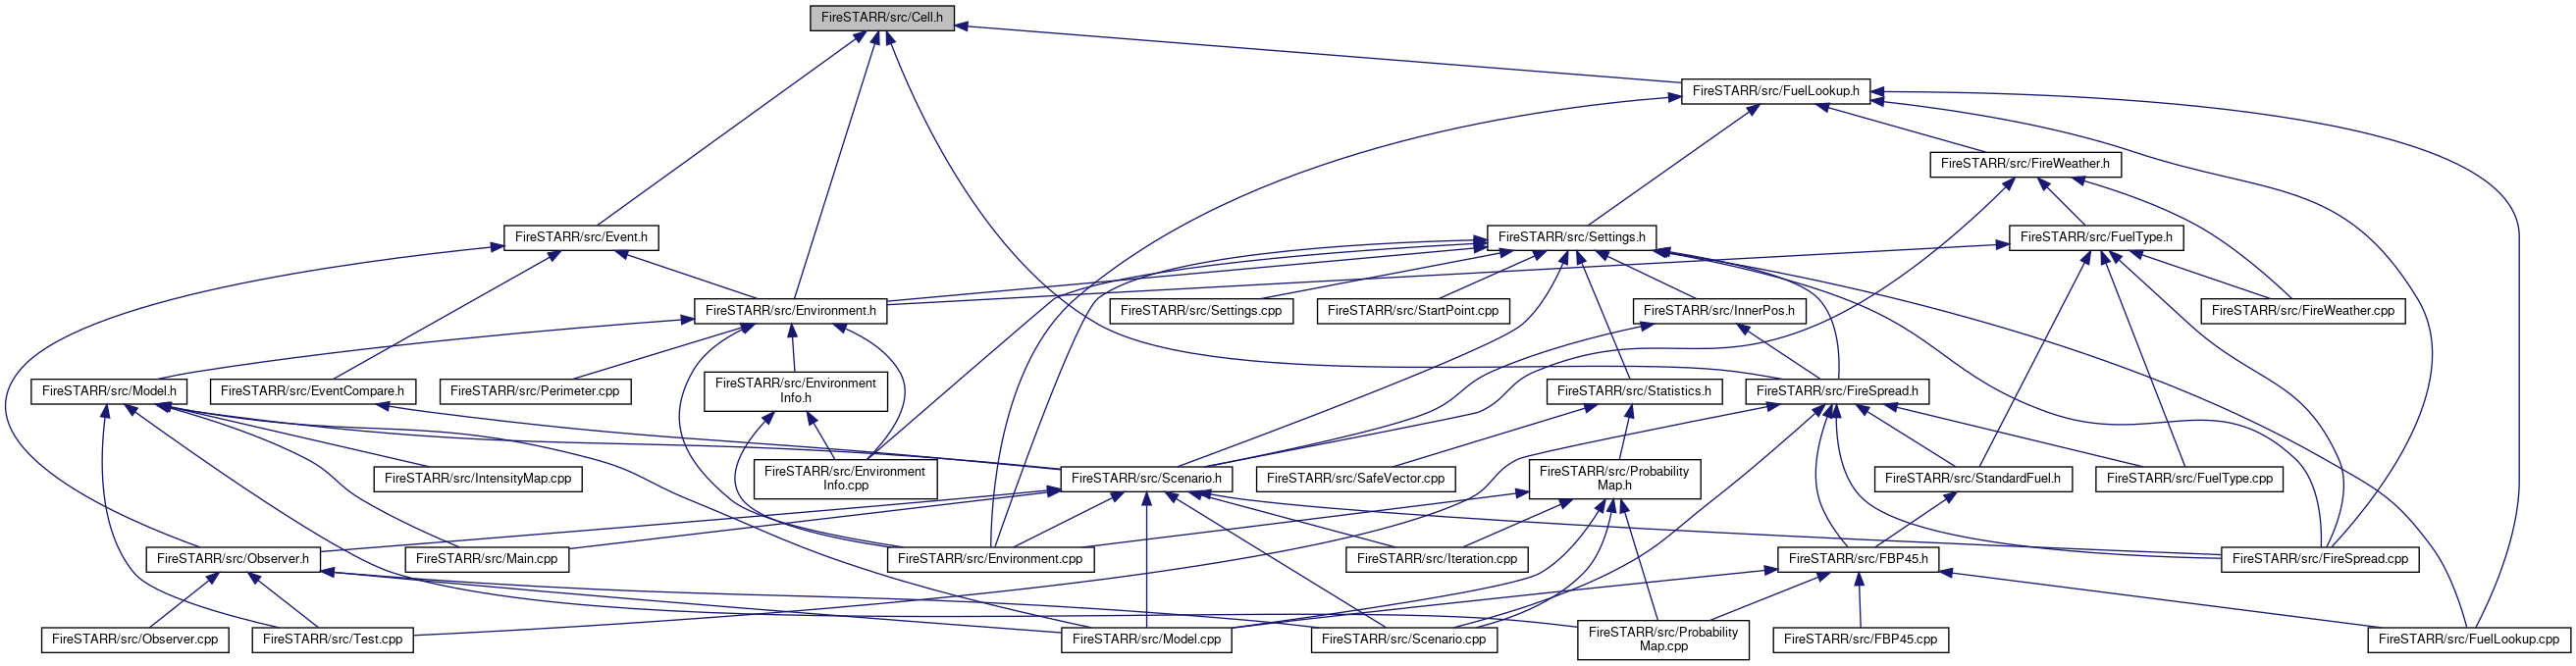 FireSTARR/src/Cell.h
FireSTARR/src/FuelLookup.h
FireSTARR/src/FireWeather.h
FireSTARR/src/Event.h
FireSTARR/src/Settings.h
FireSTARR/src/FuelType.h
FireSTARR/src/Environment.h
FireSTARR/src/Settings.cpp
FireSTARR/src/StartPoint.cpp
FireSTARR/src/InnerPos.h
FireSTARR/src/FireWeather.cpp
FireSTARR/src/Model.h
FireSTARR/src/EventCompare.h
FireSTARR/src/Perimeter.cpp
FireSTARR/src/Environment
Info.h
FireSTARR/src/Statistics.h
FireSTARR/src/FireSpread.h
FireSTARR/src/IntensityMap.cpp
FireSTARR/src/Environment
Info.cpp
FireSTARR/src/Scenario.h
FireSTARR/src/SafeVector.cpp
FireSTARR/src/Probability
Map.h
FireSTARR/src/StandardFuel.h
FireSTARR/src/FuelType.cpp
FireSTARR/src/Observer.h
FireSTARR/src/Main.cpp
FireSTARR/src/Environment.cpp
FireSTARR/src/Iteration.cpp
FireSTARR/src/FBP45.h
FireSTARR/src/FireSpread.cpp
FireSTARR/src/Observer.cpp
FireSTARR/src/Test.cpp
FireSTARR/src/Model.cpp
FireSTARR/src/Scenario.cpp
FireSTARR/src/Probability
Map.cpp
FireSTARR/src/FBP45.cpp
FireSTARR/src/FuelLookup.cpp